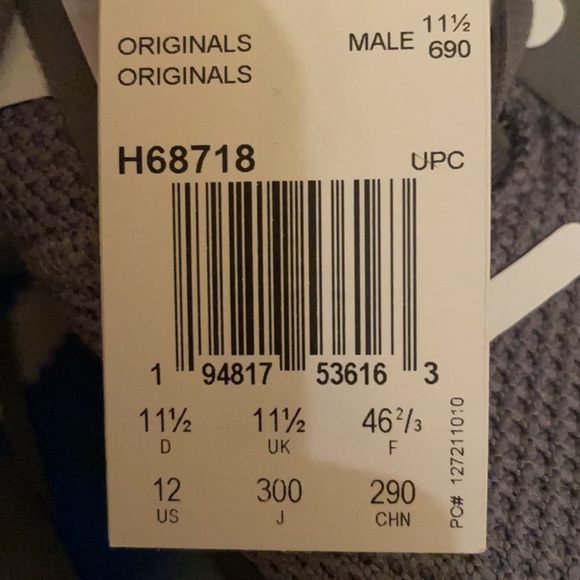 ORIGINALS MALE 11½
ORIGINALS 690
H68718 UPC
1 94817 53616 3
11½ 11½ 46⅔
D UK F
12 300 290
US J CHN
PO# 127211010